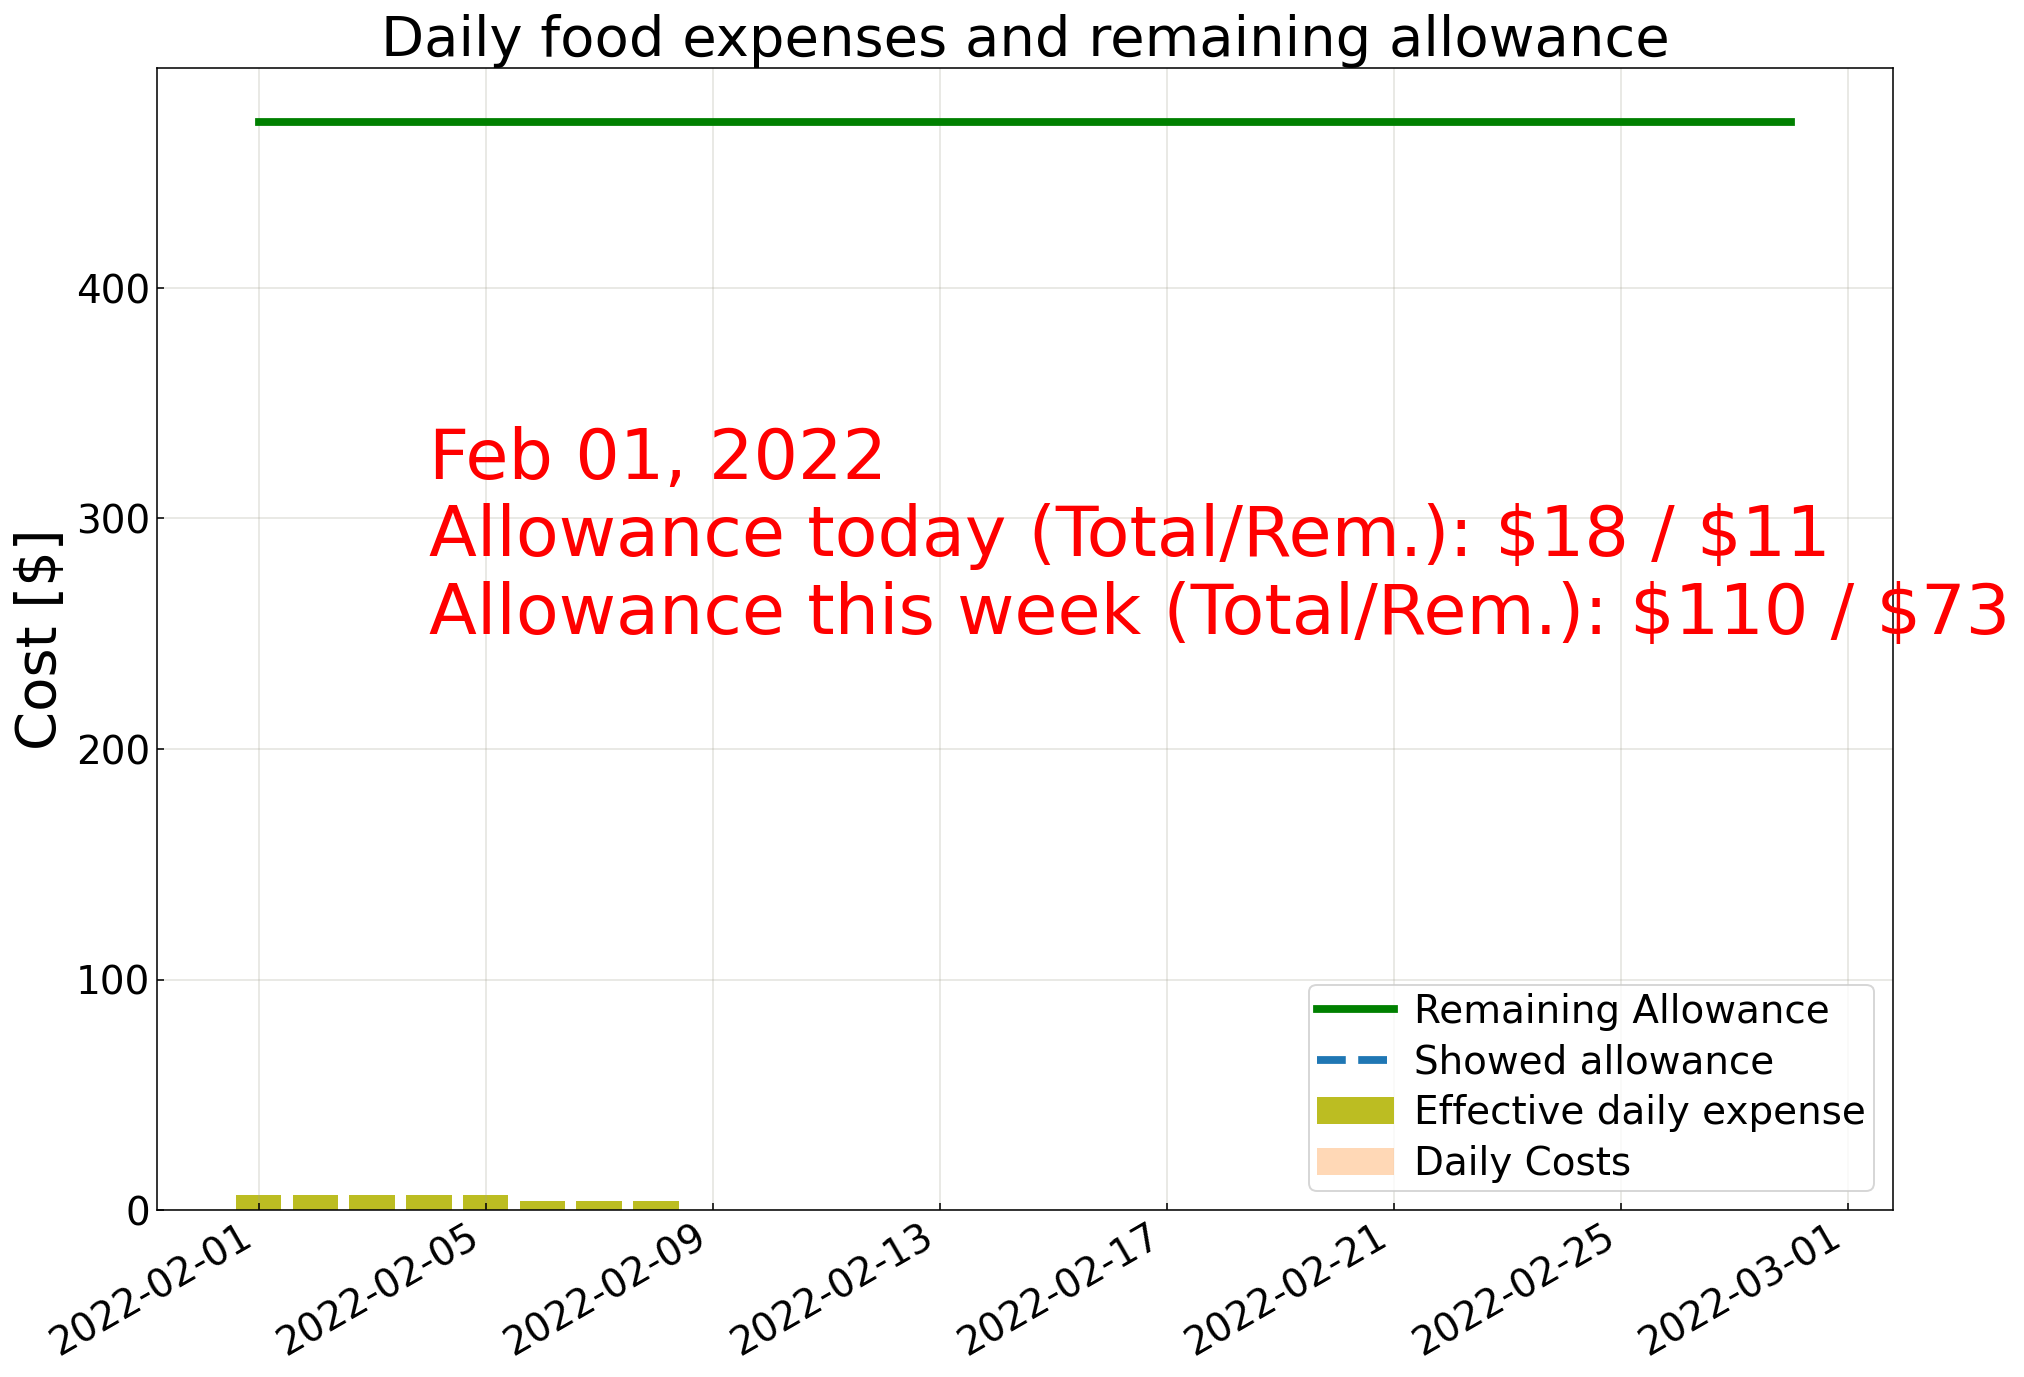 Daily food expenses and remaining allowance
Cost [$]
400
300
200
100
0
Feb 01, 2022
Allowance today (Total/Rem.): $18 / $11
Allowance this week (Total/Rem.): $110 / $73
Remaining Allowance
Showed allowance
Effective daily expense
Daily Costs
2022-02-01
2022-02-05
2022-02-09
2022-02-13
2022-02-17
2022-02-21
2022-02-25
2022-03-01